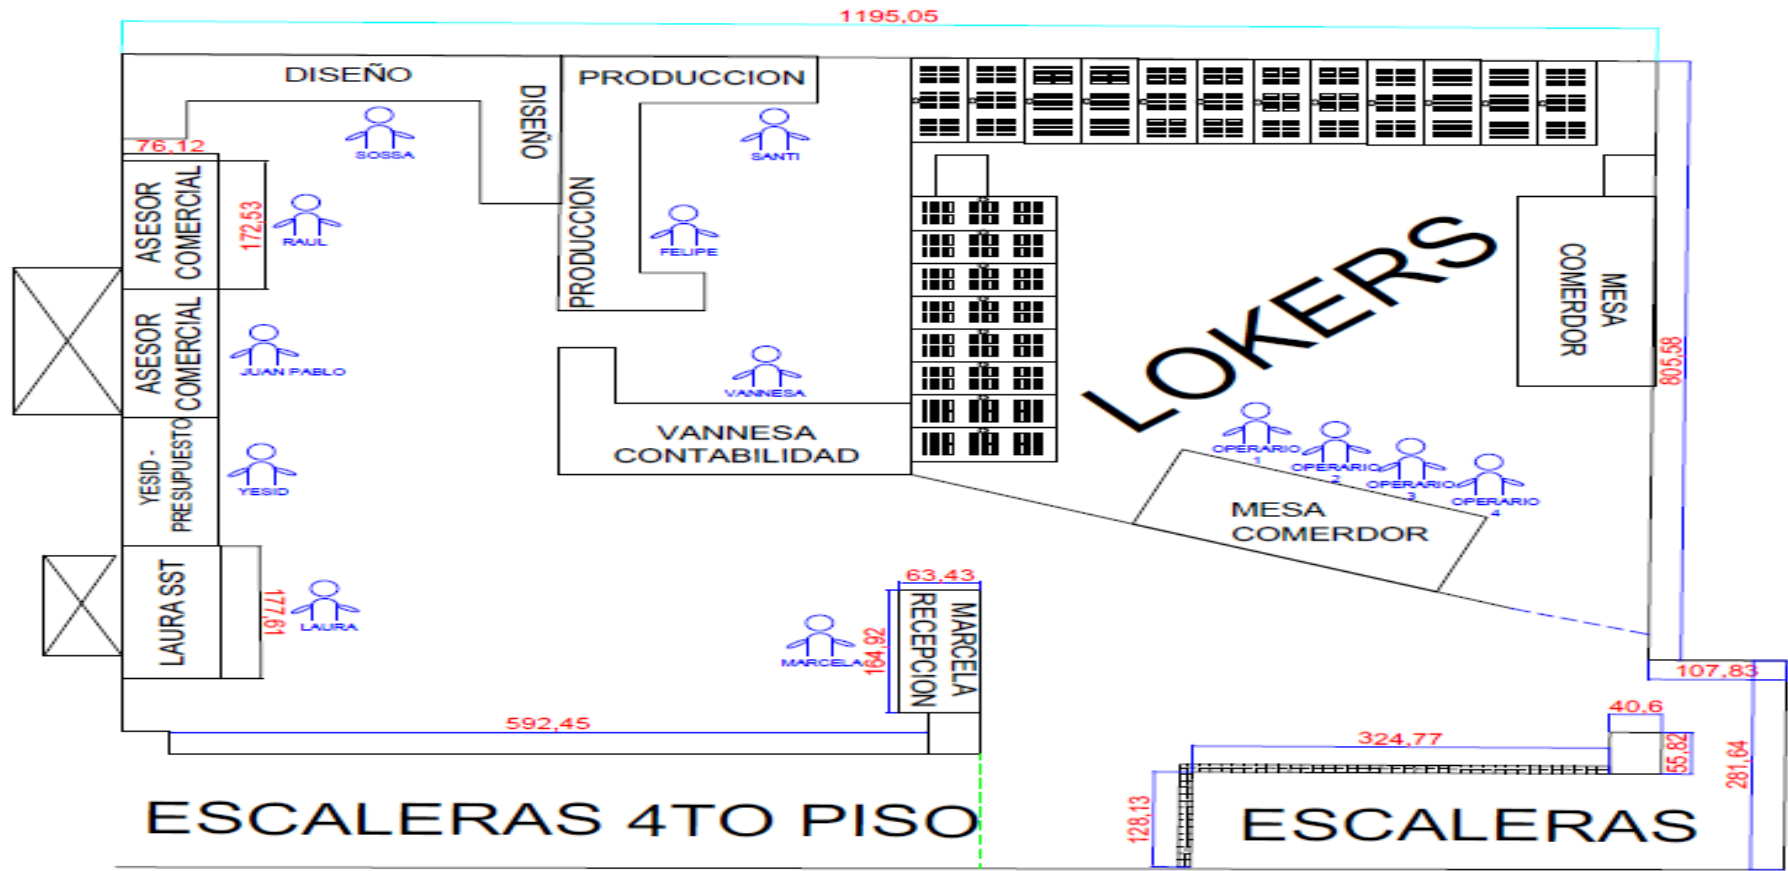 1195,05
DISEÑO
DISEÑO
PRODUCCION
PRODUCCION
SOSSA
SANTI
76,12
ASESOR
COMERCIAL
172,53
RAUL
FELIPE
LOKERS
MESA
COMERDOR
805,58
ASESOR
COMERCIAL
JUAN PABLO
VANNESA
VANNESA
CONTABILIDAD
YESID -
PRESUPUESTO
YESID
OPERARIO
1
OPERARIO
2
OPERARIO
3
OPERARIO
4
MESA
COMERDOR
LAURA SST
177,61
LAURA
63,43
MARCELA
RECEPCION
164,92
MARCELA
107,83
592,45
40,6
324,77
55,82
281,64
128,13
ESCALERAS 4TO PISO
ESCALERAS